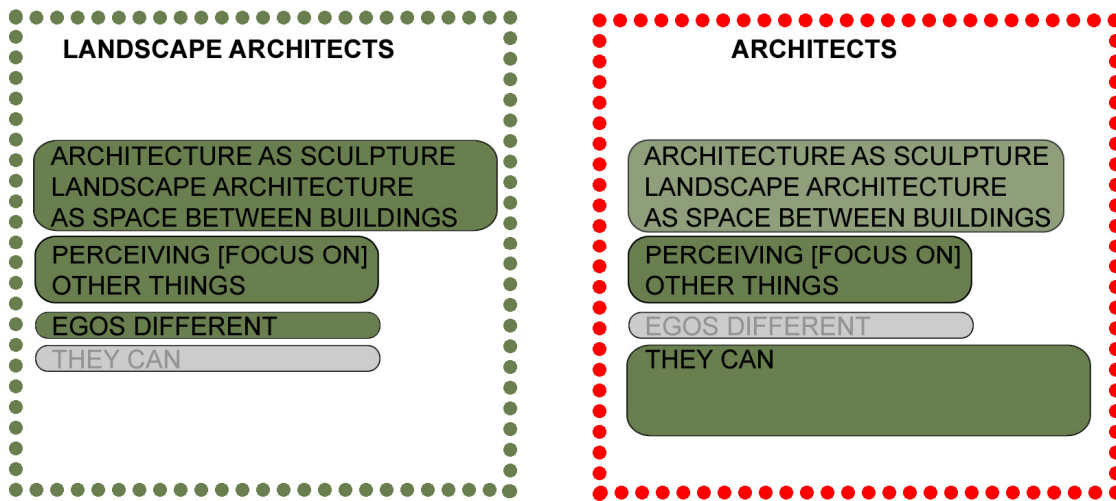 LANDSCAPE ARCHITECTS
ARCHITECTURE AS SCULPTURE
LANDSCAPE ARCHITECTURE
AS SPACE BETWEEN BUILDINGS
PERCEIVING [FOCUS ON]
OTHER THINGS
EGOS DIFFERENT
THEY CAN
ARCHITECTS
ARCHITECTURE AS SCULPTURE
LANDSCAPE ARCHITECTURE
AS SPACE BETWEEN BUILDINGS
PERCEIVING [FOCUS ON]
OTHER THINGS
EGOS DIFFERENT
THEY CAN